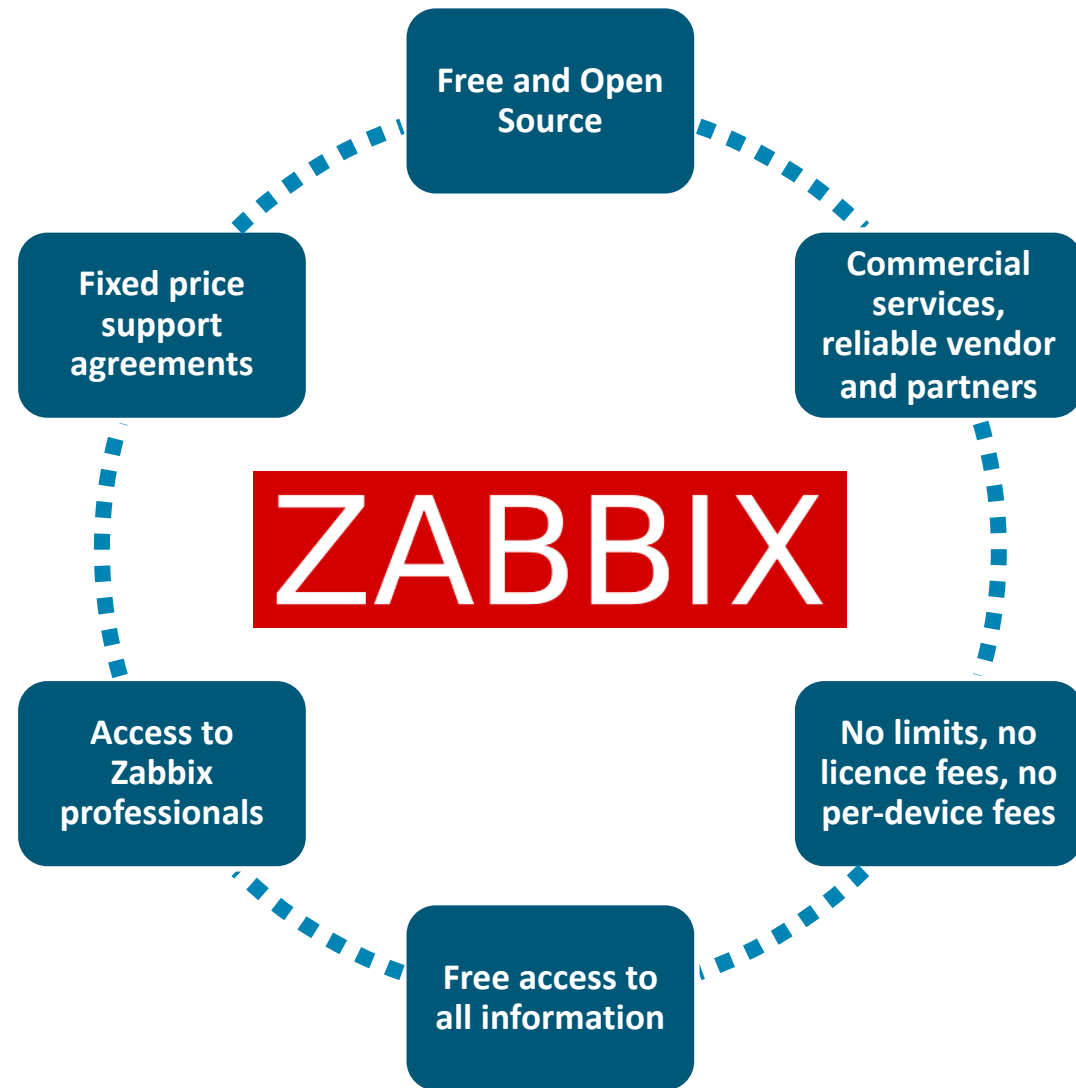 Free and Open
Source
Fixed price
support
agreements
Commercial
services,
reliable vendor
and partners
ZABBIX
Access to
Zabbix
professionals
No limits, no
licence fees, no
per-device fees
Free access to
all information